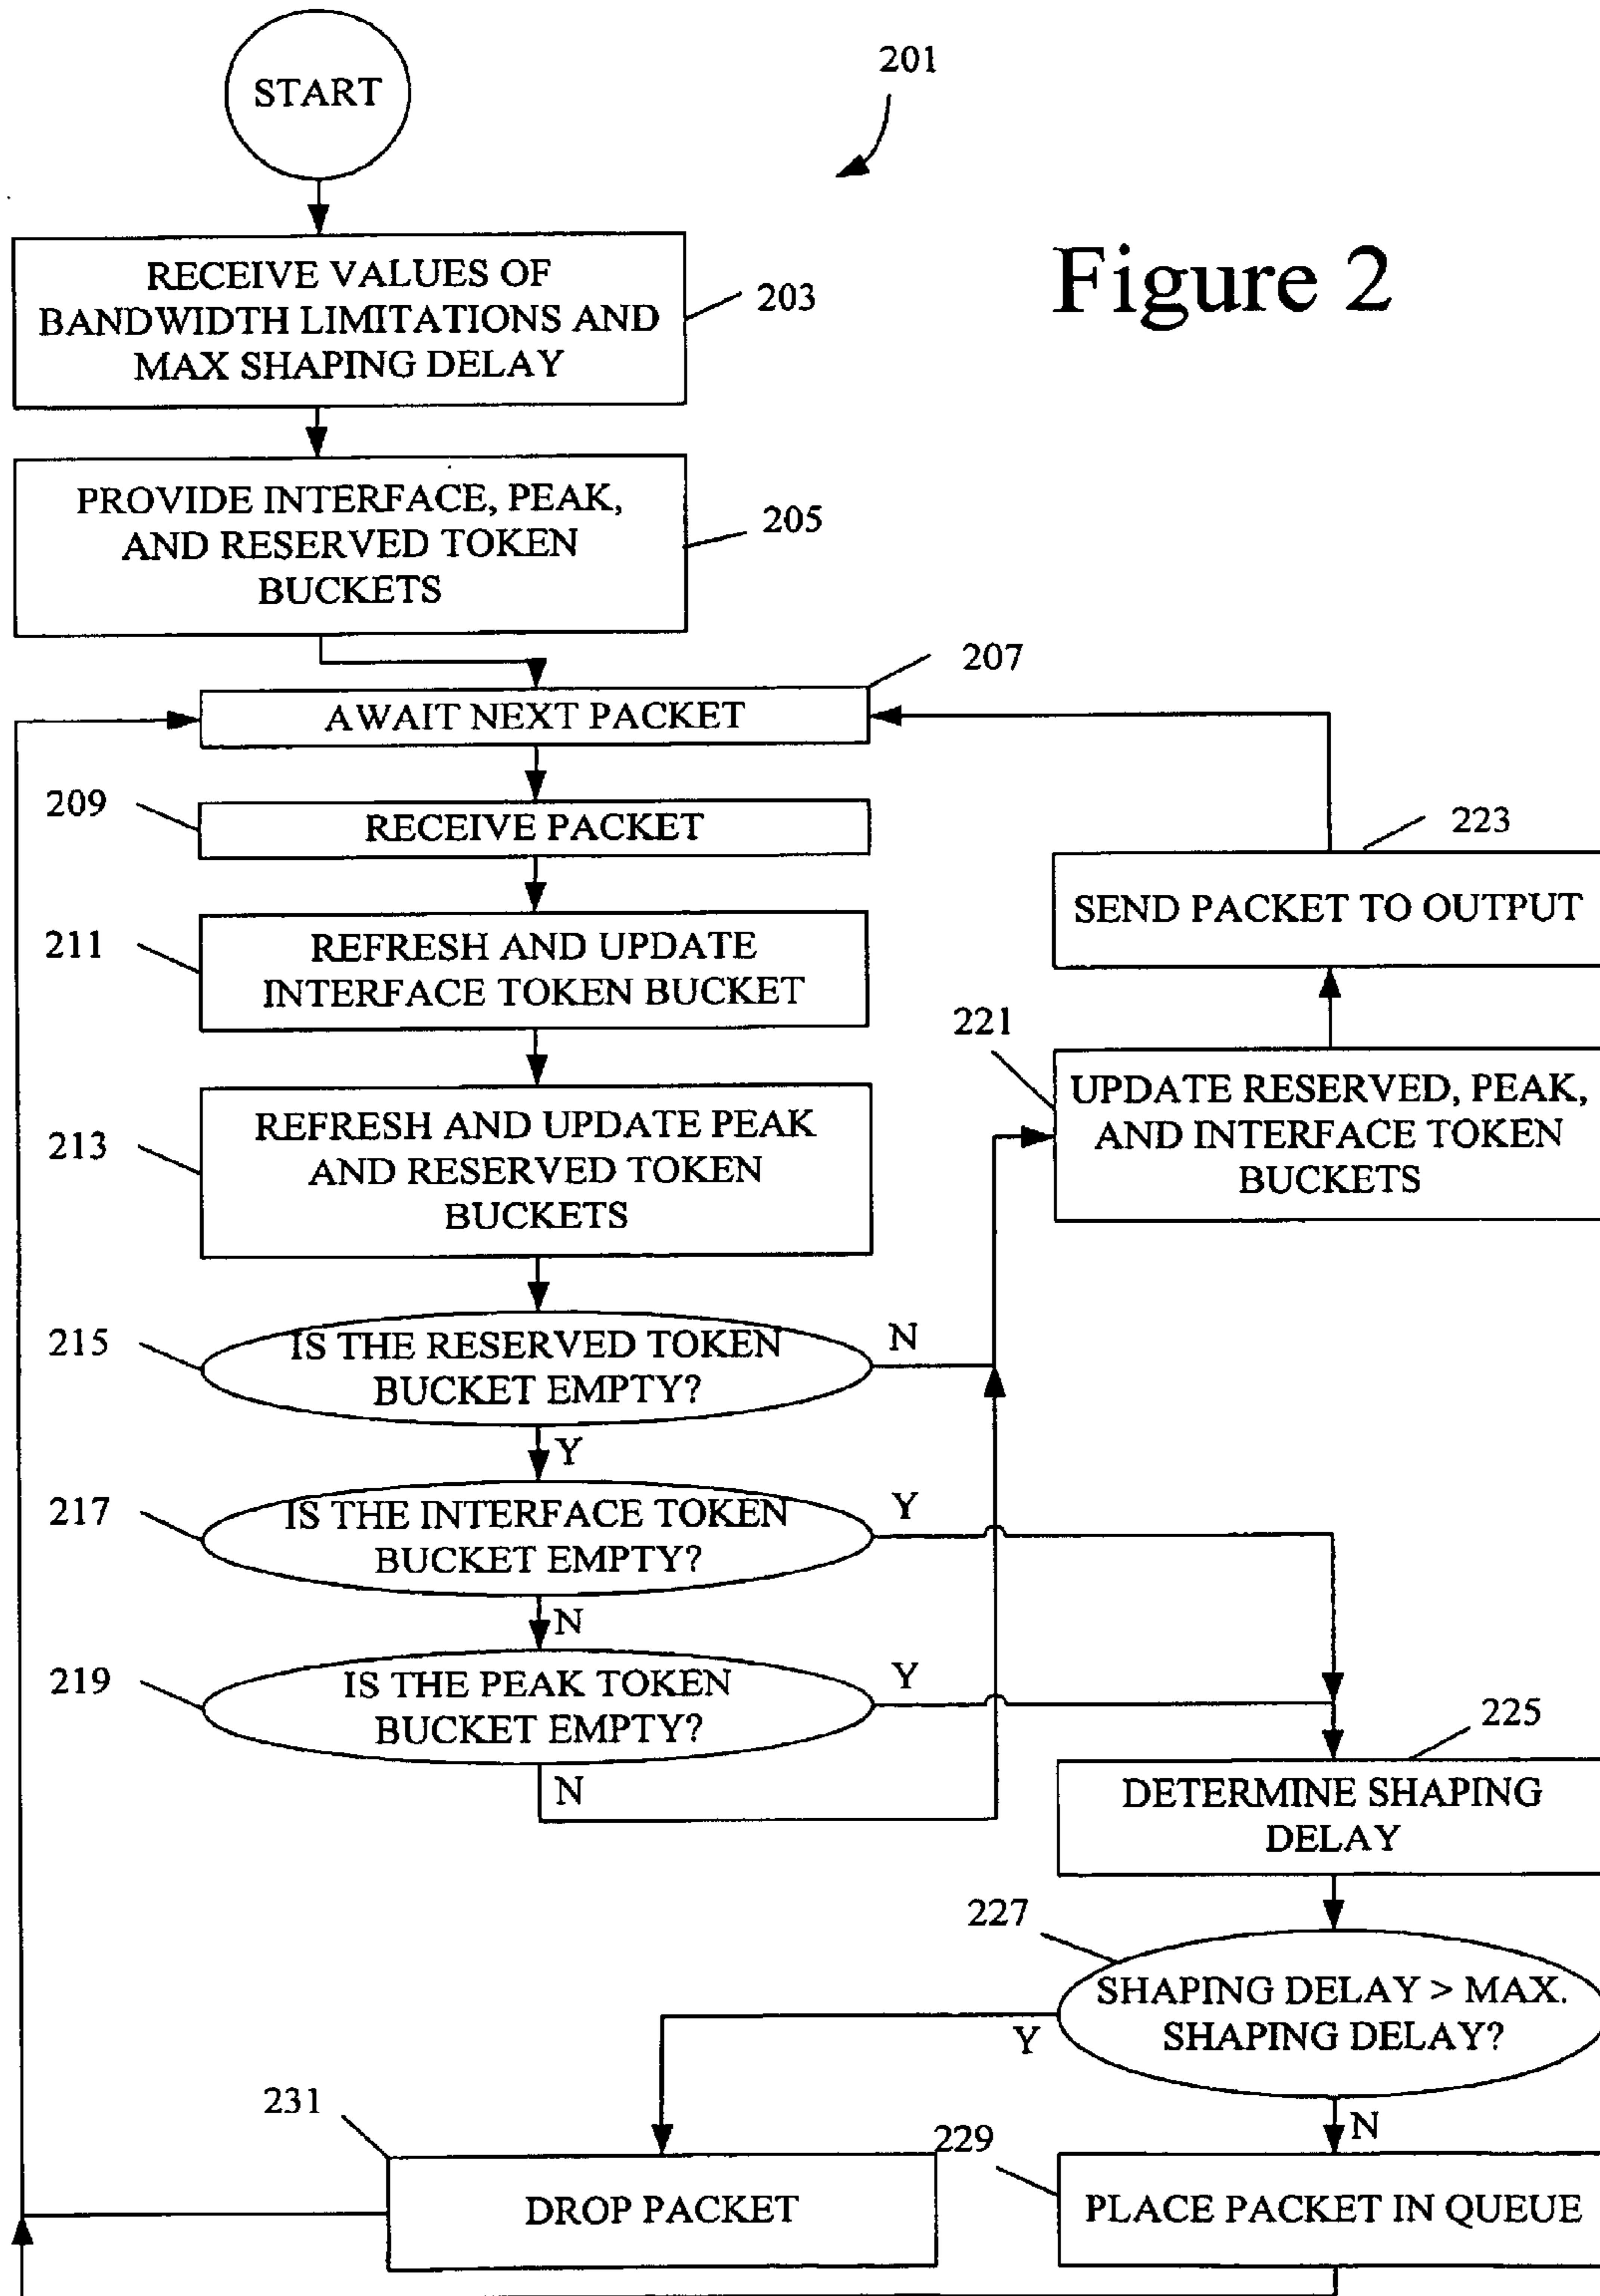 START
201
Figure 2
RECEIVE VALUES OF
BANDWIDTH LIMITATIONS AND
MAX SHAPING DELAY
203
PROVIDE INTERFACE, PEAK,
AND RESERVED TOKEN
BUCKETS
205
207
AWAIT NEXT PACKET
209
RECEIVE PACKET
223
SEND PACKET TO OUTPUT
211
REFRESH AND UPDATE
INTERFACE TOKEN BUCKET
221
UPDATE RESERVED, PEAK,
AND INTERFACE TOKEN
BUCKETS
213
REFRESH AND UPDATE PEAK
AND RESERVED TOKEN
BUCKETS
215
IS THE RESERVED TOKEN
BUCKET EMPTY?
N
Y
217
IS THE INTERFACE TOKEN
BUCKET EMPTY?
Y
N
219
IS THE PEAK TOKEN
BUCKET EMPTY?
Y
N
225
DETERMINE SHAPING
DELAY
227
SHAPING DELAY > MAX.
SHAPING DELAY?
Y
N
231
DROP PACKET
229
PLACE PACKET IN QUEUE